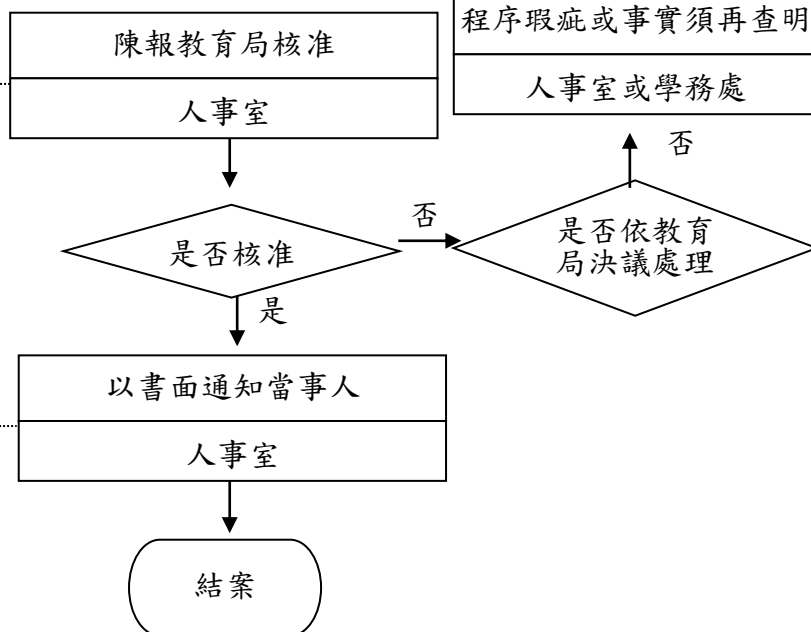 陳報教育局核准
人事室
程序瑕疵或事實須再查明
人事室或學務處
否
是否核准
否
是否依教育
局決議處理
是
以書面通知當事人
人事室
結案